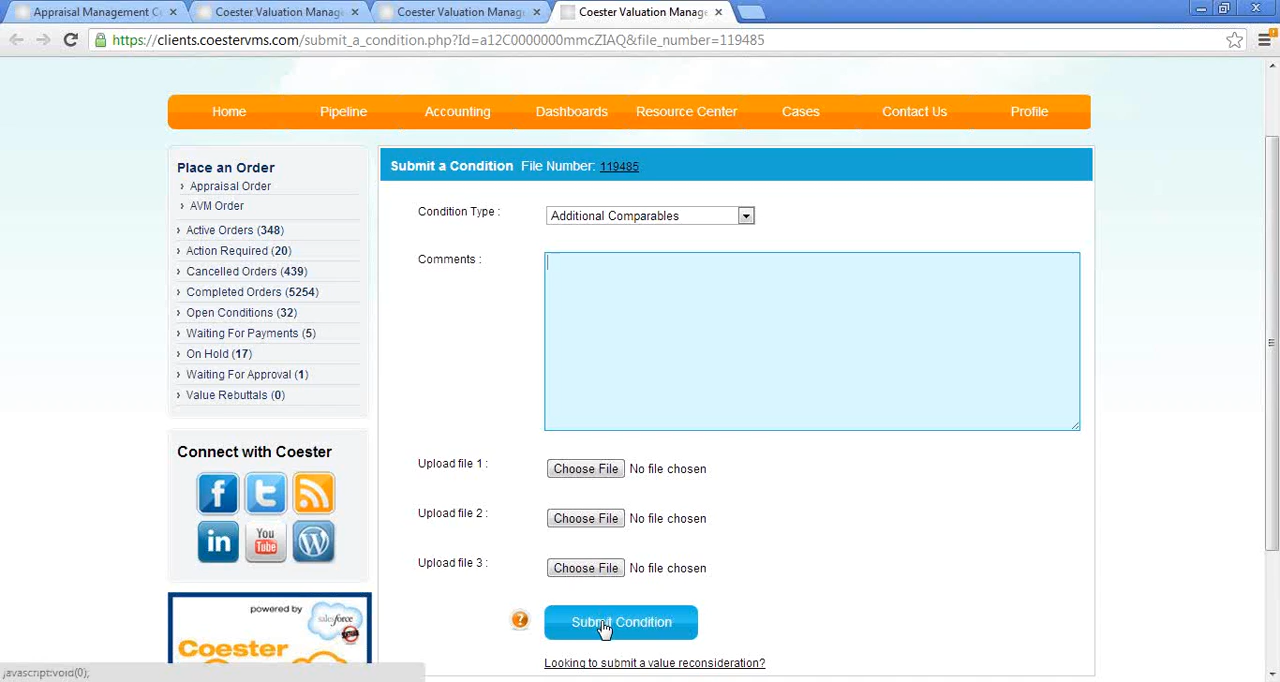 Appraisal Management C
Coester Valuation Manag
Coester Valuation Manag
Coester Valuation Manag
https://clients.coestervms.com/submit_a_condition.php?Id=a12C0000000mmcZIAQ&file_number=119485
Home Pipeline Accounting Dashboards Resource Center Cases Contact Us Profile
Place an Order
Appraisal Order
AVM Order
Active Orders (348)
Action Required (20)
Cancelled Orders (439)
Completed Orders (5254)
Open Conditions (32)
Waiting For Payments (5)
On Hold (17)
Waiting For Approval (1)
Value Rebuttals (0)
Connect with Coester
You
Tube
powered by
salesforce
Coester
Submit a Condition File Number: 119485
Condition Type : Additional Comparables
Comments :
Upload file 1 : Choose File No file chosen
Upload file 2 : Choose File No file chosen
Upload file 3 : Choose File No file chosen
Submit Condition
Looking to submit a value reconsideration?
javascript:void(0);